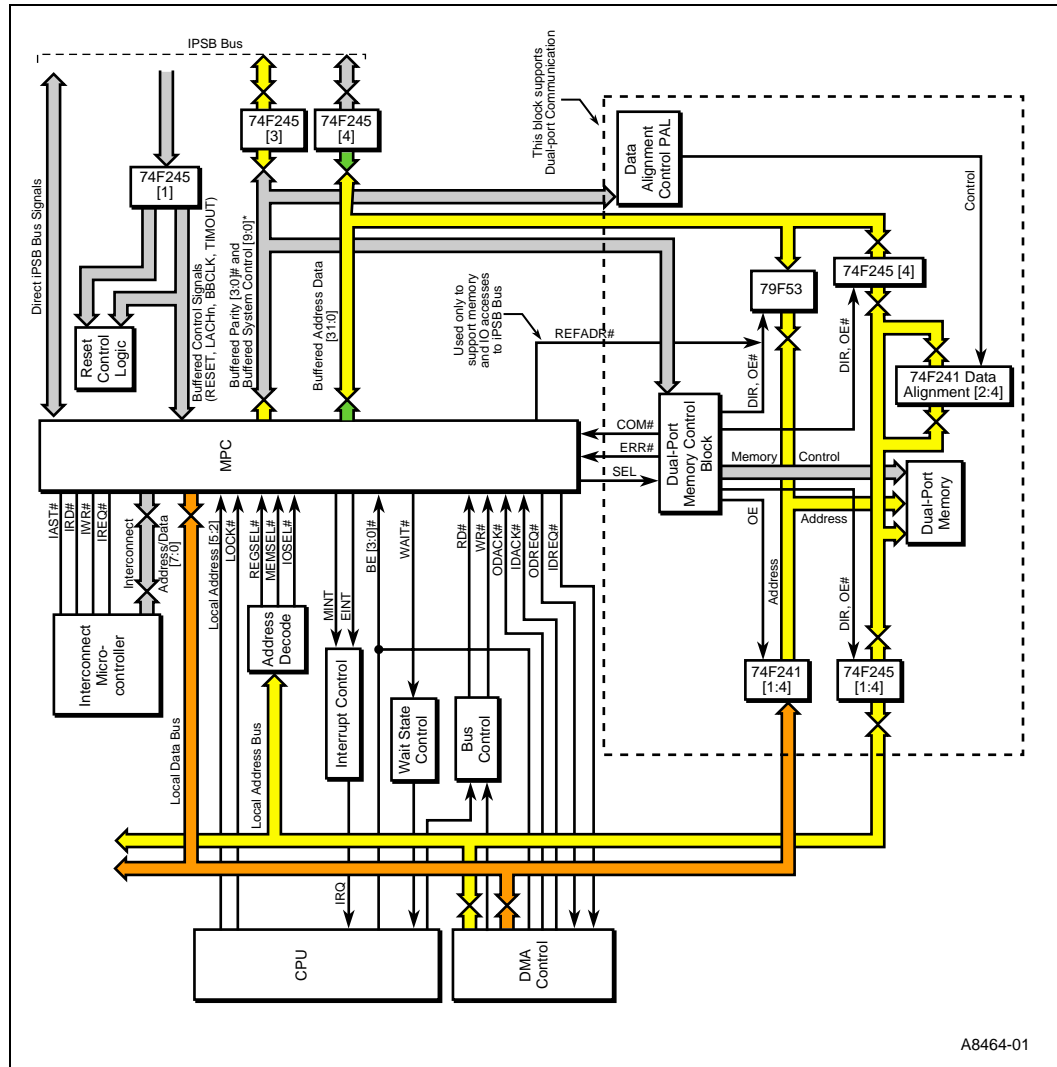 IPSB Bus
This block supports
Dual-port Communication
74F245
[3]
74F245
[4]
74F245
[1]
Data
Alignment
Control PAL
Control
Direct iPSB Bus Signals
Reset
Control
Logic
Buffered Control Signals
(RESET, LACHn, BBCLK, TIMOUT)
Buffered Parity [3:0]# and
Buffered System Control [9:0]*
Buffered Address Data
[31:0]
Used only to
support memory
and IO accesses
to iPSB Bus
REFADR#
79F53
74F245 [4]
DIR, OE#
DIR, OE#
74F241 Data
Alignment [2:4]
MPC
COM#
ERR#
SEL
Dual-Port
Memory Control
Block
Memory
Control
Dual-Port
Memory
OE
Address
Address
DIR, OE#
IAST#
IRD#
IWR#
IREQ#
Interconnect
Address/Data
[7:0]
Local Address [5:2]
LOCK#
REGSEL#
MEMSEL#
IOSEL#
MINT
EINT
BE [3:0]#
WAIT#
RD#
WR#
ODACK#
IDACK#
ODREQ#
IDREQ#
Interconnect
Micro-
controller
Address
Decode
Interrupt Control
Wait State
Control
Bus
Control
74F241
[1:4]
74F245
[1:4]
Local Data Bus
Local Address Bus
IRQ
CPU
DMA
Control
A8464-01